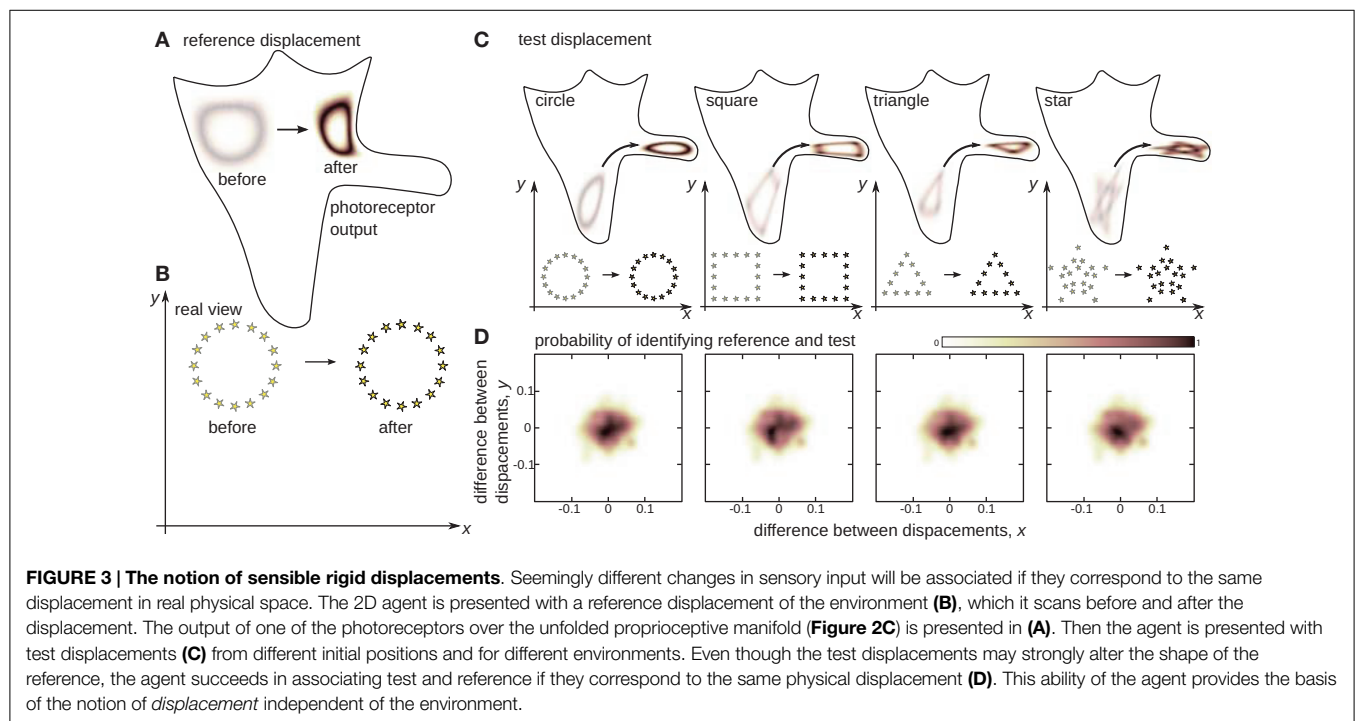 A reference displacement
before
after
photoreceptor
output
B
y
real view
before
after
x
C test displacement
circle
square
triangle
star
y
y
y
y
x
x
x
x
D probability of identifying reference and test
0
1
difference between
dispacements, y
0.1
0
-0.1
-0.1 0 0.1
-0.1 0 0.1
-0.1 0 0.1
-0.1 0 0.1
difference between dispacements, x
FIGURE 3 | The notion of sensible rigid displacements. Seemingly different changes in sensory input will be associated if they correspond to the same
displacement in real physical space. The 2D agent is presented with a reference displacement of the environment (B), which it scans before and after the
displacement. The output of one of the photoreceptors over the unfolded proprioceptive manifold (Figure 2C) is presented in (A). Then the agent is presented with
test displacements (C) from different initial positions and for different environments. Even though the test displacements may strongly alter the shape of the
reference, the agent succeeds in associating test and reference if they correspond to the same physical displacement (D). This ability of the agent provides the basis
of the notion of displacement independent of the environment.